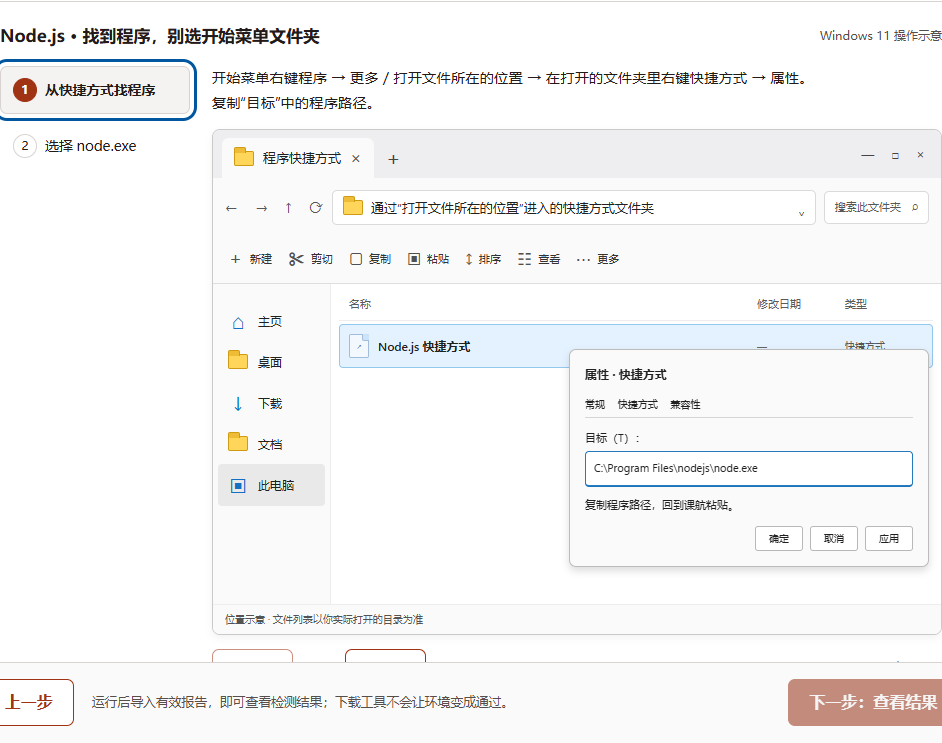 Node.js • 找到程序，别选开始菜单文件夹
Windows 11 操作示意
1 从快捷方式找程序
2 选择 node.exe
开始菜单右键程序 → 更多 / 打开文件所在的位置 → 在打开的文件夹里右键快捷方式 → 属性。
复制“目标”中的程序路径。
程序快捷方式 × +
— □ ×
← → ↑ ⟳ 通过“打开文件所在的位置”进入的快捷方式文件夹 ⌄ 搜索此文件夹 ⌕
+ 新建 剪切 复制 粘贴 ↕ 排序 查看 ··· 更多
主页
桌面
下载
文档
此电脑
名称 修改日期 类型
Node.js 快捷方式 — 快捷方式
属性 · 快捷方式
常规 快捷方式 兼容性
目标（T）：
C:\Program Files\nodejs\node.exe
复制程序路径，回到课航粘贴。
确定 取消 应用
位置示意 · 文件列表以你实际打开的目录为准
上一步
运行后导入有效报告，即可查看检测结果；下载工具不会让环境变成通过。
下一步：查看结果